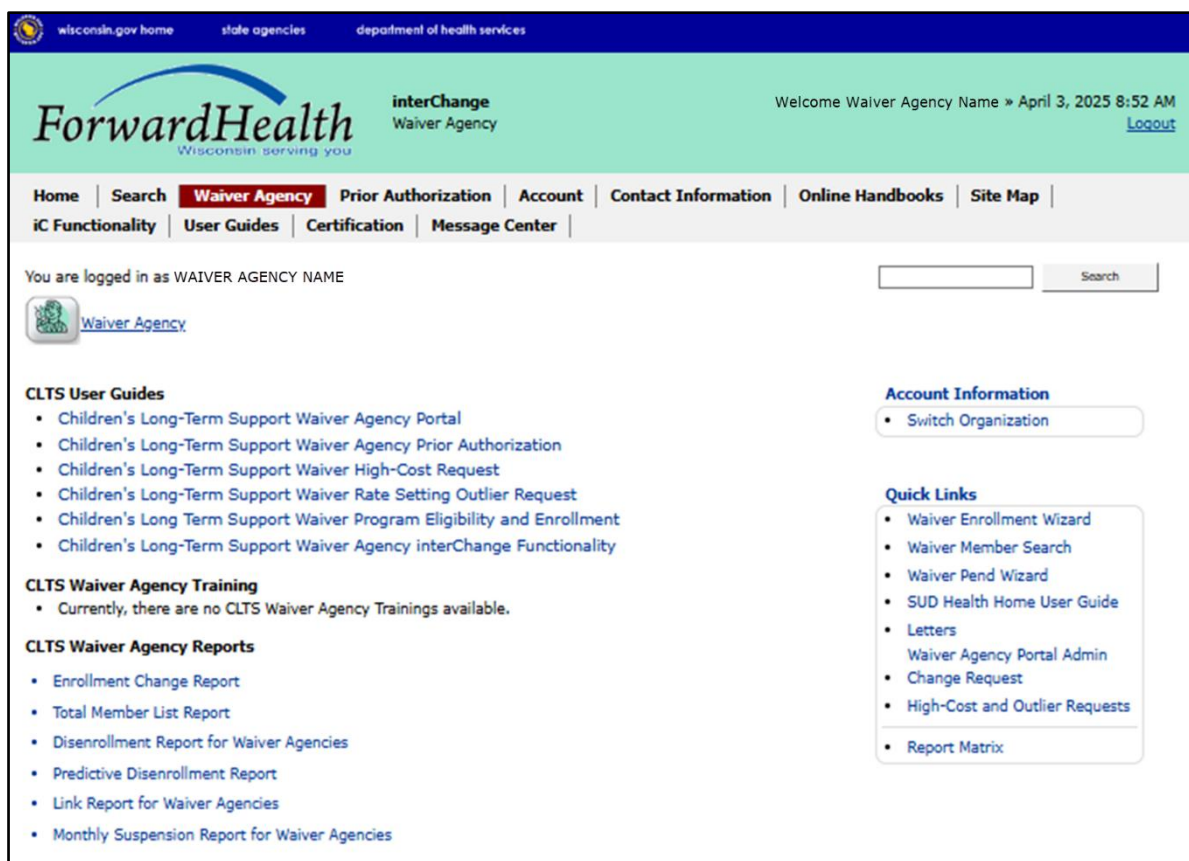 wisconsin.gov home state agencies department of health services
ForwardHealth
Wisconsin serving you
interChange
Waiver Agency
Welcome Waiver Agency Name » April 3, 2025 8:52 AM
Logout
Home | Search | Waiver Agency | Prior Authorization | Account | Contact Information | Online Handbooks | Site Map |
iC Functionality | User Guides | Certification | Message Center |
You are logged in as WAIVER AGENCY NAME
Search
Waiver Agency
CLTS User Guides
• Children's Long-Term Support Waiver Agency Portal
• Children's Long-Term Support Waiver Agency Prior Authorization
• Children's Long-Term Support Waiver High-Cost Request
• Children's Long-Term Support Waiver Rate Setting Outlier Request
• Children's Long Term Support Waiver Program Eligibility and Enrollment
• Children's Long-Term Support Waiver Agency interChange Functionality
CLTS Waiver Agency Training
• Currently, there are no CLTS Waiver Agency Trainings available.
CLTS Waiver Agency Reports
• Enrollment Change Report
• Total Member List Report
• Disenrollment Report for Waiver Agencies
• Predictive Disenrollment Report
• Link Report for Waiver Agencies
• Monthly Suspension Report for Waiver Agencies
Account Information
• Switch Organization
Quick Links
• Waiver Enrollment Wizard
• Waiver Member Search
• Waiver Pend Wizard
• SUD Health Home User Guide
• Letters
Waiver Agency Portal Admin
• Change Request
• High-Cost and Outlier Requests
• Report Matrix